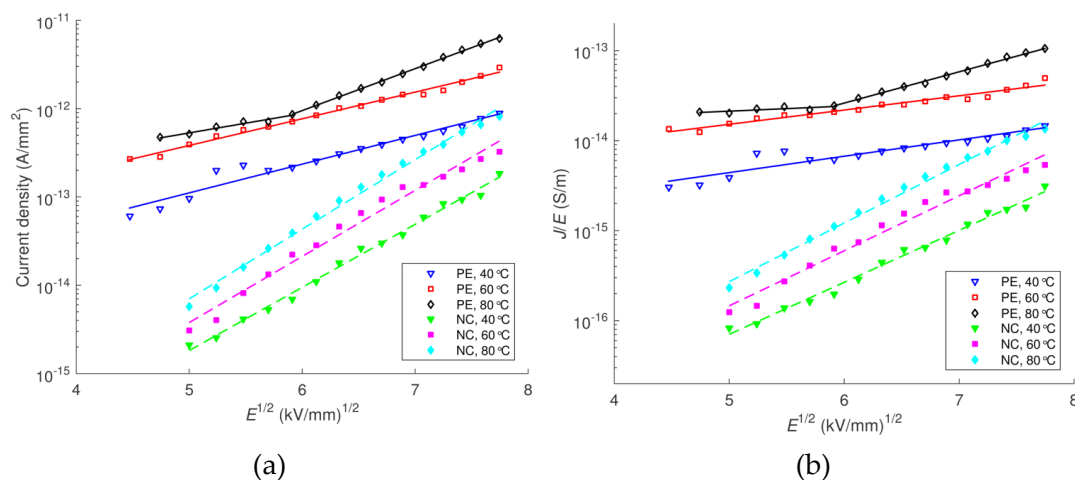 10⁻¹¹
10⁻¹²
10⁻¹³
10⁻¹⁴
10⁻¹⁵
Current density (A/mm²)
4 5 6 7 8
E^1/2 (kV/mm)^1/2
PE, 40 °C
PE, 60 °C
PE, 80 °C
NC, 40 °C
NC, 60 °C
NC, 80 °C
(a)
10⁻¹³
10⁻¹⁴
10⁻¹⁵
10⁻¹⁶
J/E (S/m)
4 5 6 7 8
E^1/2 (kV/mm)^1/2
PE, 40 °C
PE, 60 °C
PE, 80 °C
NC, 40 °C
NC, 60 °C
NC, 80 °C
(b)